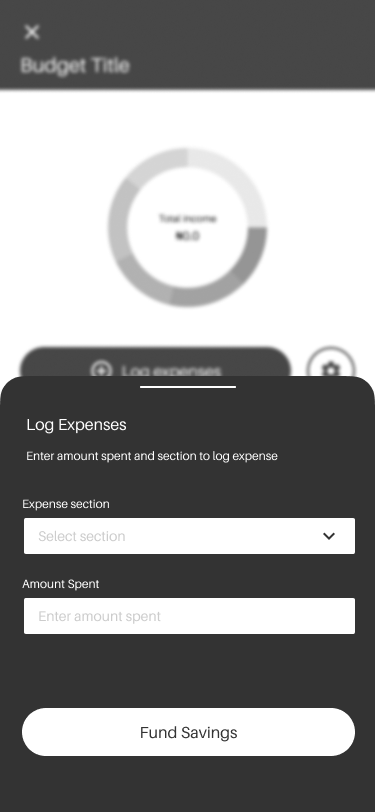 Budget Title
Total income
₦0.0
Log expenses
Log Expenses
Enter amount spent and section to log expense
Expense section
Select section
Amount Spent
Enter amount spent
Fund Savings